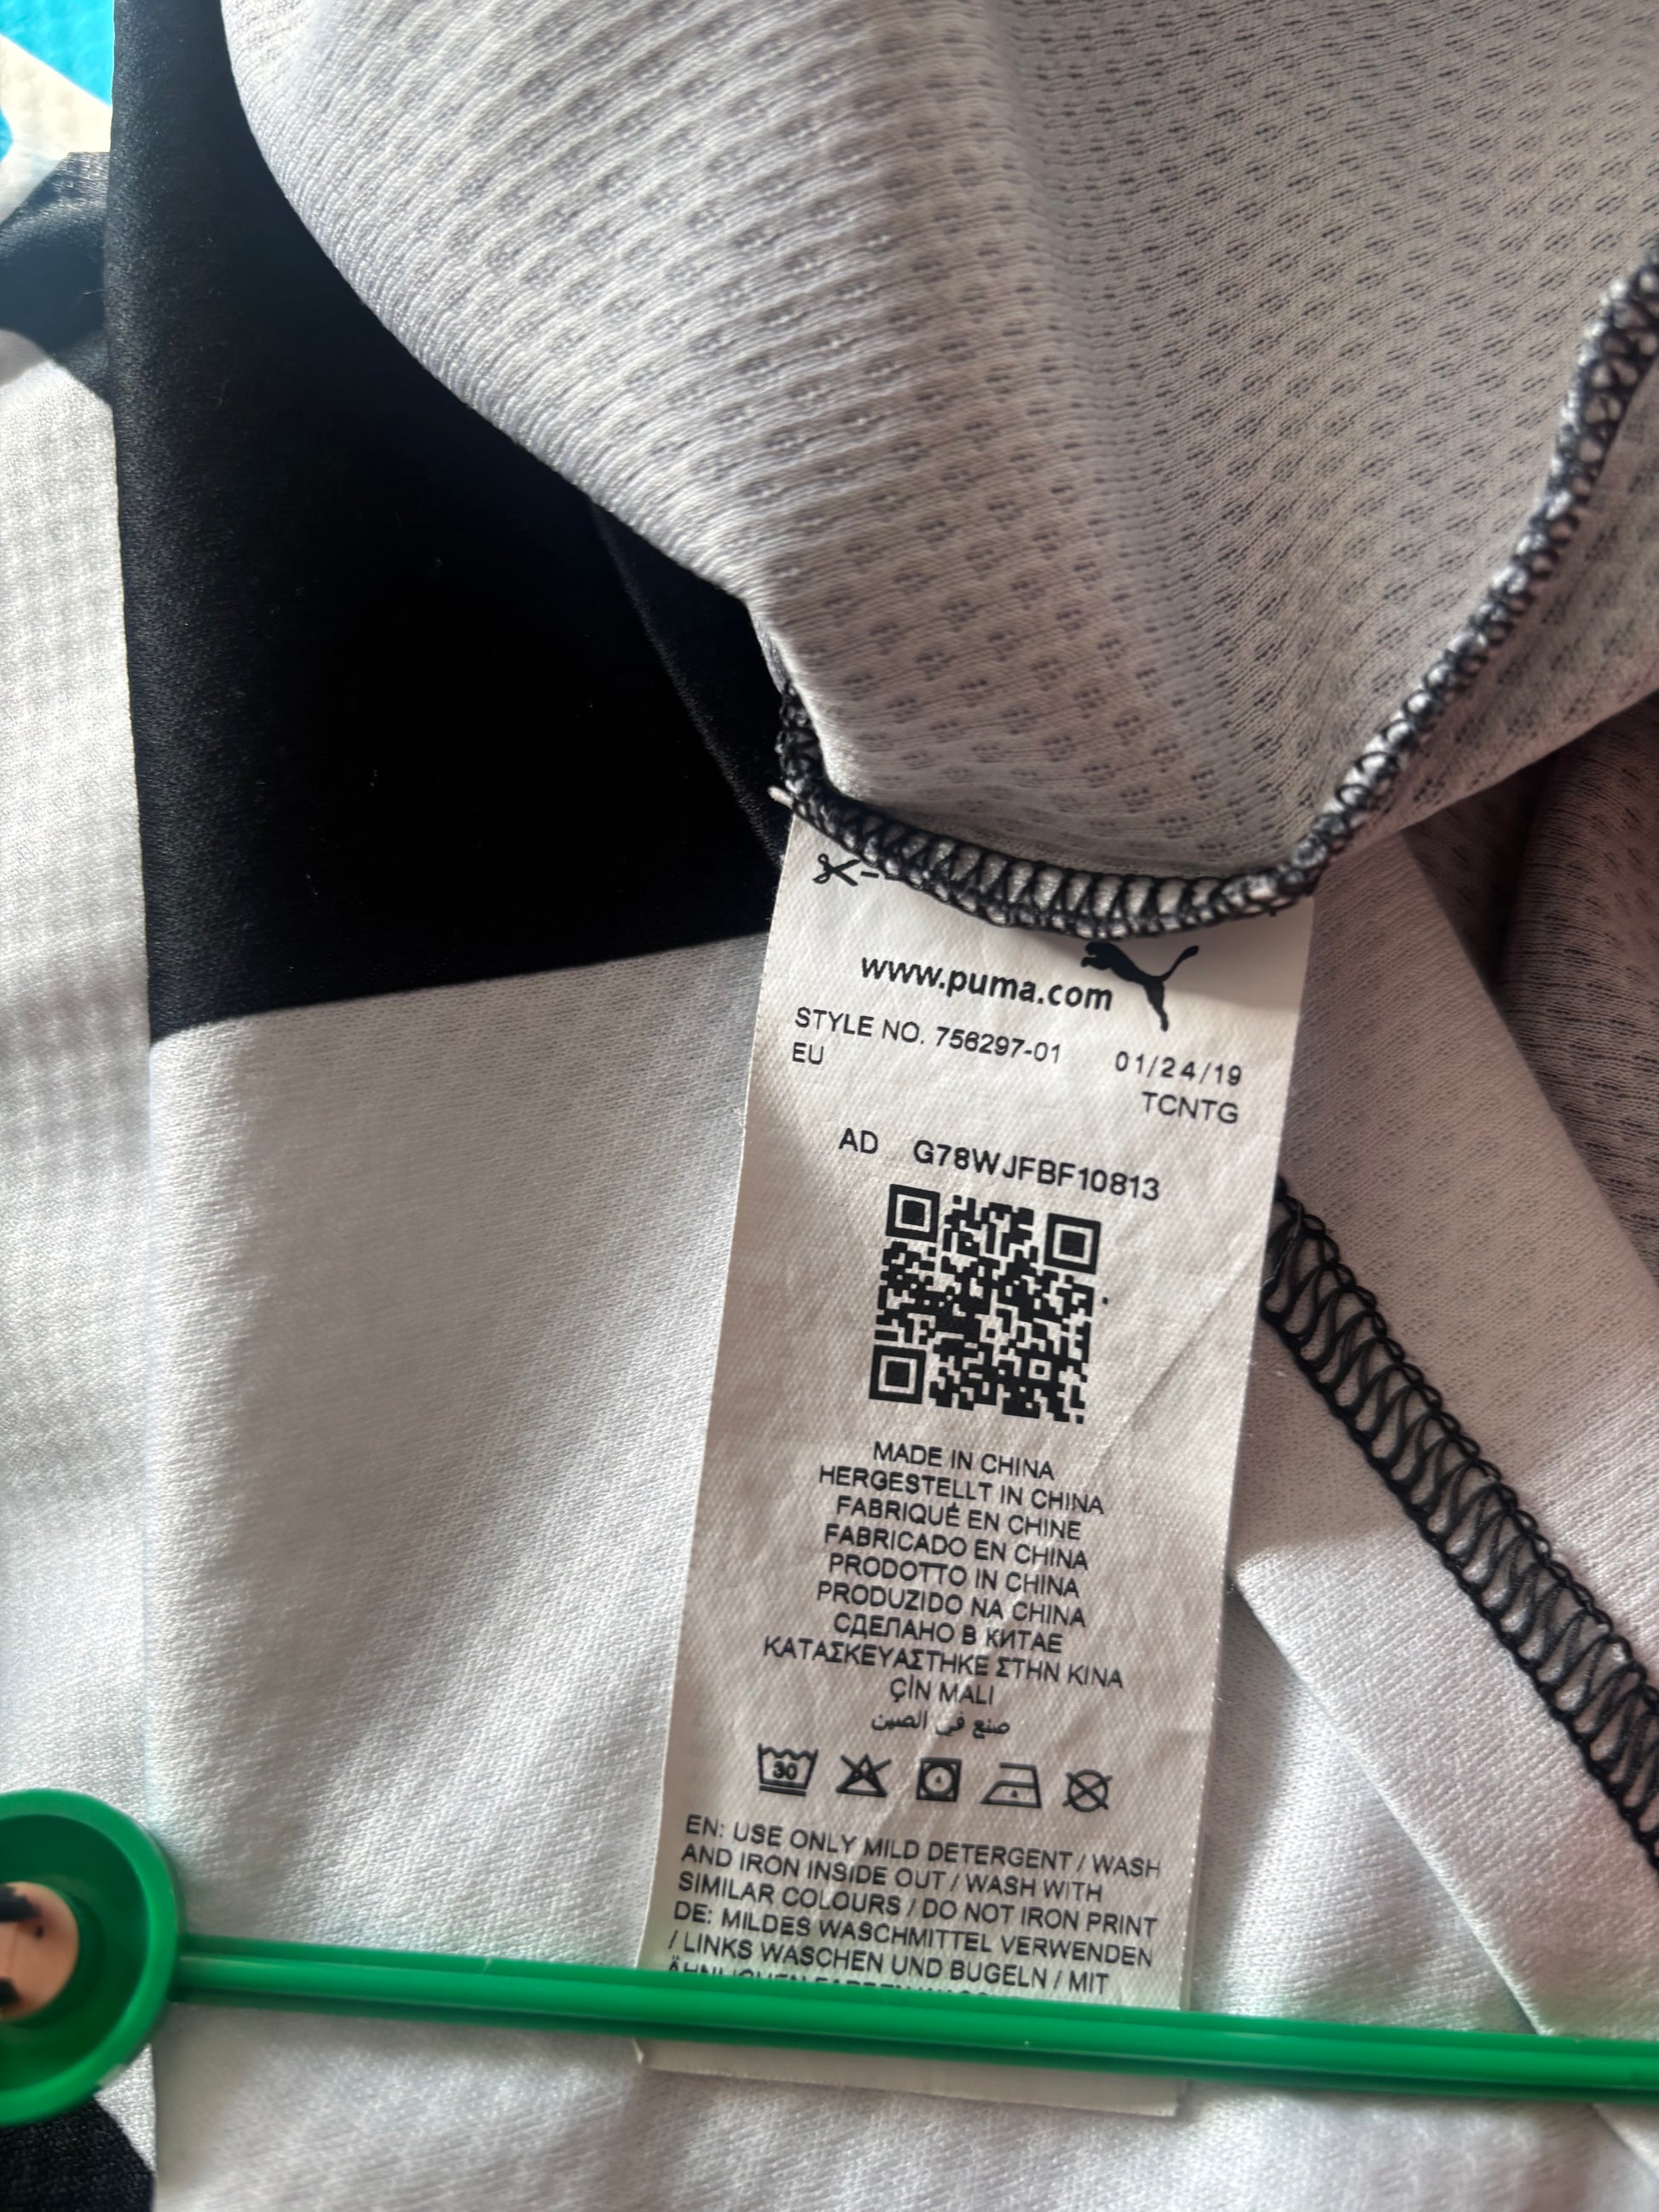 www.puma.com
STYLE NO. 756297-01 01/24/19
EU TCNTG
AD G78WJFBF10813
MADE IN CHINA
HERGESTELLT IN CHINA
FABRIQUÉ EN CHINE
FABRICADO EN CHINA
PRODOTTO IN CHINA
PRODUZIDO NA CHINA
СДЕЛАНО В КИТАЕ
ΚΑΤΑΣΚΕΥΑΣΤΗΚΕ ΣΤΗΝ ΚΙΝΑ
ÇİN MALI
صنع في الصين
30
EN: USE ONLY MILD DETERGENT / WASH
AND IRON INSIDE OUT / WASH WITH
SIMILAR COLOURS / DO NOT IRON PRINT
DE: MILDES WASCHMITTEL VERWENDEN
/ LINKS WASCHEN UND BUGELN / MIT
ÄHNLICHEN FARBEN